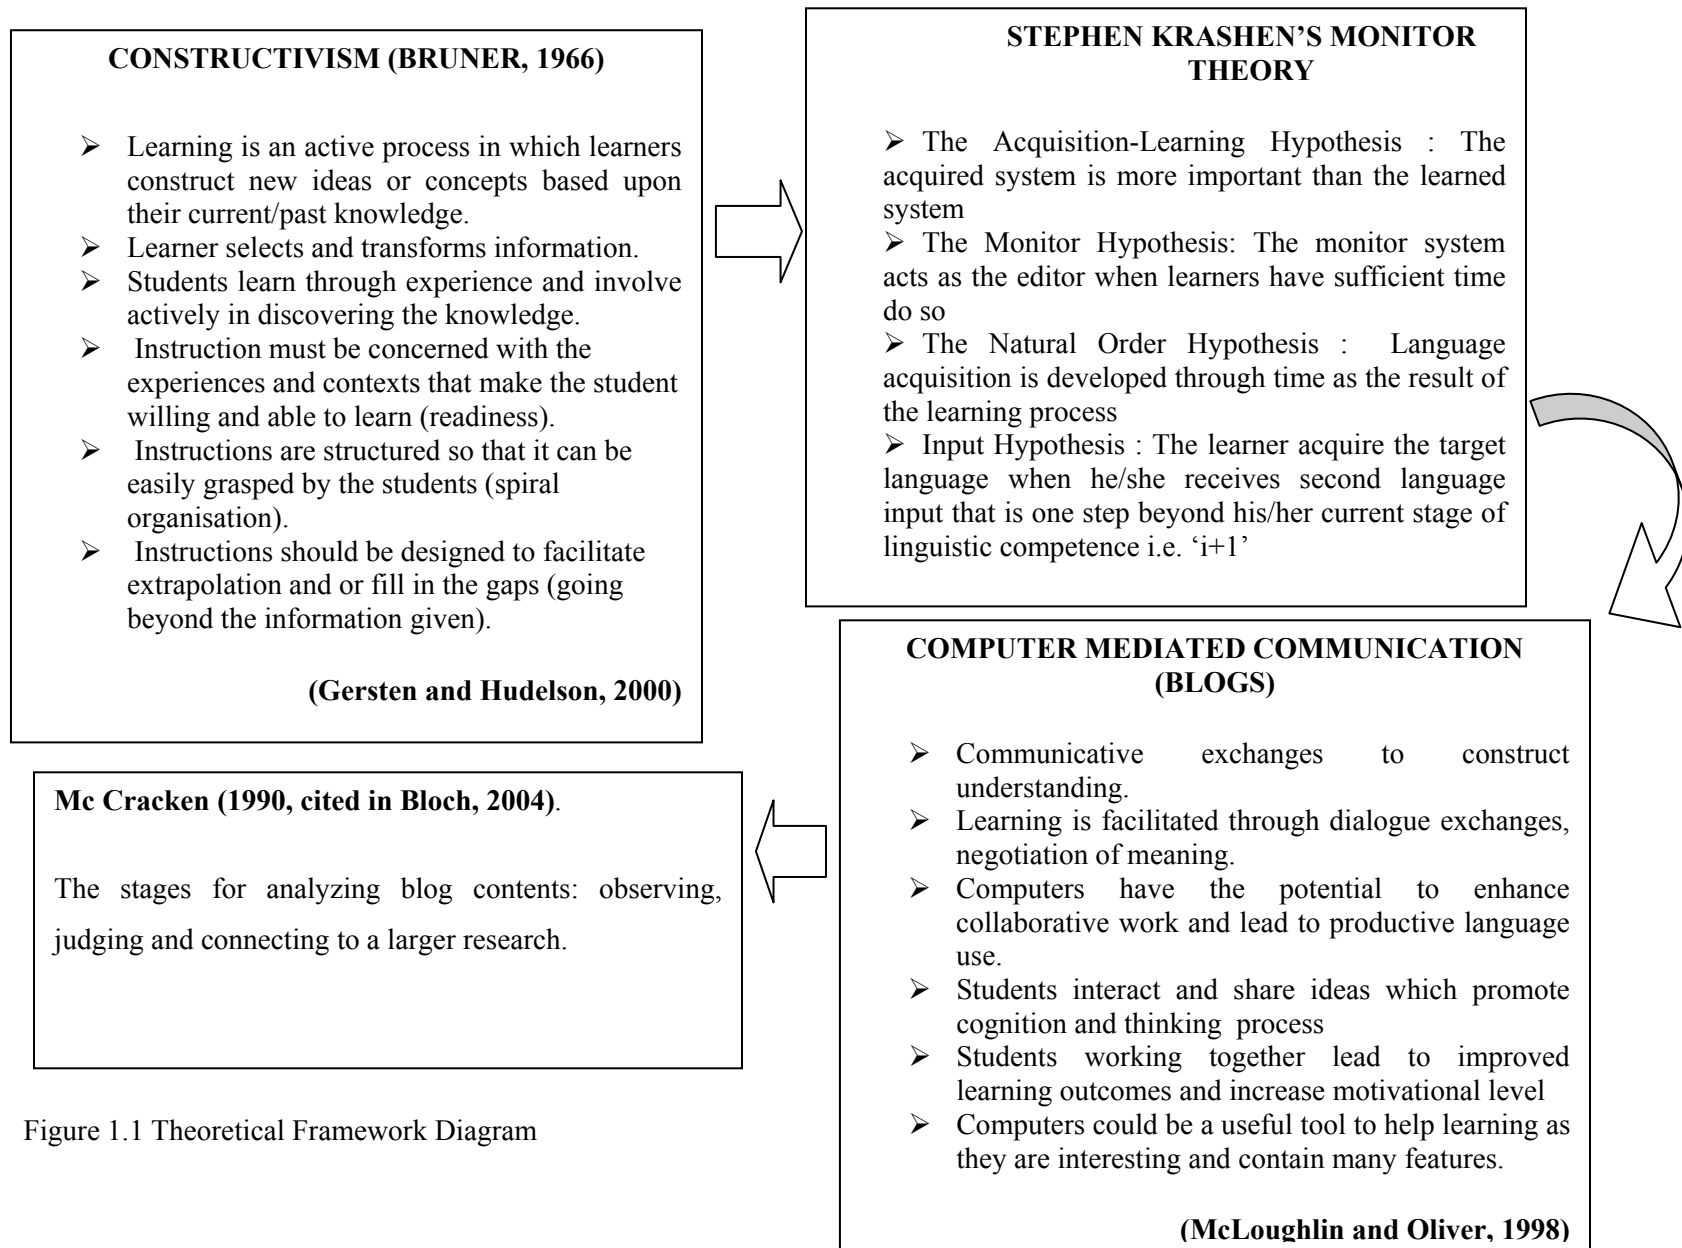 CONSTRUCTIVISM (BRUNER, 1966)
➢ Learning is an active process in which learners
construct new ideas or concepts based upon
their current/past knowledge.
➢ Learner selects and transforms information.
➢ Students learn through experience and involve
actively in discovering the knowledge.
➢ Instruction must be concerned with the
experiences and contexts that make the student
willing and able to learn (readiness).
➢ Instructions are structured so that it can be
easily grasped by the students (spiral
organisation).
➢ Instructions should be designed to facilitate
extrapolation and or fill in the gaps (going
beyond the information given).
(Gersten and Hudelson, 2000)
STEPHEN KRASHEN’S MONITOR
THEORY
➢ The Acquisition-Learning Hypothesis : The
acquired system is more important than the learned
system
➢ The Monitor Hypothesis: The monitor system
acts as the editor when learners have sufficient time
do so
➢ The Natural Order Hypothesis : Language
acquisition is developed through time as the result of
the learning process
➢ Input Hypothesis : The learner acquire the target
language when he/she receives second language
input that is one step beyond his/her current stage of
linguistic competence i.e. ‘i+1’
COMPUTER MEDIATED COMMUNICATION
(BLOGS)
➢ Communicative exchanges to construct
understanding.
➢ Learning is facilitated through dialogue exchanges,
negotiation of meaning.
➢ Computers have the potential to enhance
collaborative work and lead to productive language
use.
➢ Students interact and share ideas which promote
cognition and thinking process
➢ Students working together lead to improved
learning outcomes and increase motivational level
➢ Computers could be a useful tool to help learning as
they are interesting and contain many features.
(McLoughlin and Oliver, 1998)
Mc Cracken (1990, cited in Bloch, 2004).
The stages for analyzing blog contents: observing,
judging and connecting to a larger research.
Figure 1.1 Theoretical Framework Diagram